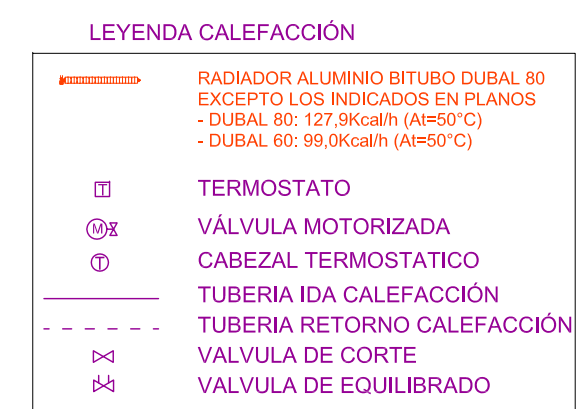 LEYENDA CALEFACCIÓN
RADIADOR ALUMINIO BITUBO DUBAL 80
EXCEPTO LOS INDICADOS EN PLANOS
- DUBAL 80: 127,9Kcal/h (At=50°C)
- DUBAL 60: 99,0Kcal/h (At=50°C)
T TERMOSTATO
M VÁLVULA MOTORIZADA
T CABEZAL TERMOSTATICO
TUBERIA IDA CALEFACCIÓN
TUBERIA RETORNO CALEFACCIÓN
VALVULA DE CORTE
VALVULA DE EQUILIBRADO